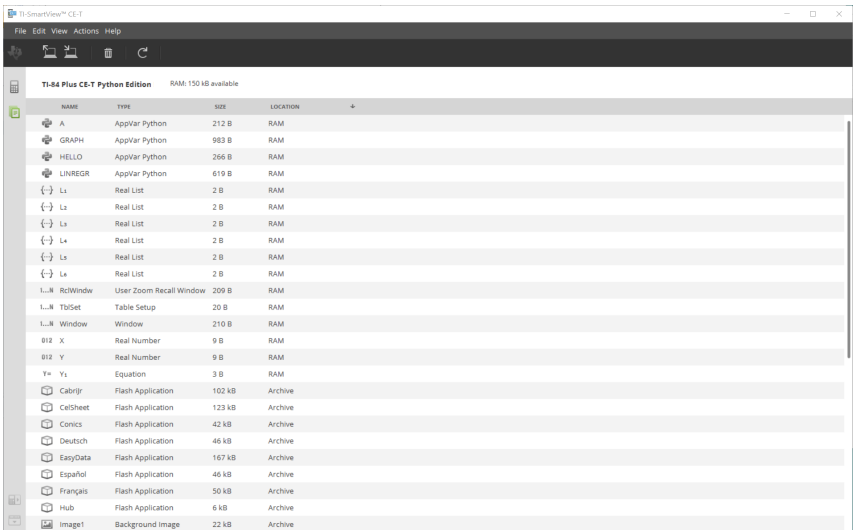 TI-SmartView™ CE-T
File Edit View Actions Help
TI-84 Plus CE-T Python Edition RAM: 150 kB available
NAME TYPE SIZE LOCATION +
A AppVar Python 212 B RAM
GRAPH AppVar Python 983 B RAM
HELLO AppVar Python 266 B RAM
LINREGR AppVar Python 619 B RAM
{···} L₁ Real List 2 B RAM
{···} L₂ Real List 2 B RAM
{···} L₃ Real List 2 B RAM
{···} L₄ Real List 2 B RAM
{···} L₅ Real List 2 B RAM
{···} L₆ Real List 2 B RAM
1...N RclWindw User Zoom Recall Window 209 B RAM
1...N TblSet Table Setup 20 B RAM
1...N Window Window 210 B RAM
012 X Real Number 9 B RAM
012 Y Real Number 9 B RAM
Y= Y₁ Equation 3 B RAM
CabriJr Flash Application 102 kB Archive
CelSheet Flash Application 123 kB Archive
Conics Flash Application 42 kB Archive
Deutsch Flash Application 46 kB Archive
EasyData Flash Application 167 kB Archive
Español Flash Application 46 kB Archive
Français Flash Application 50 kB Archive
Hub Flash Application 6 kB Archive
Image1 Background Image 22 kB Archive